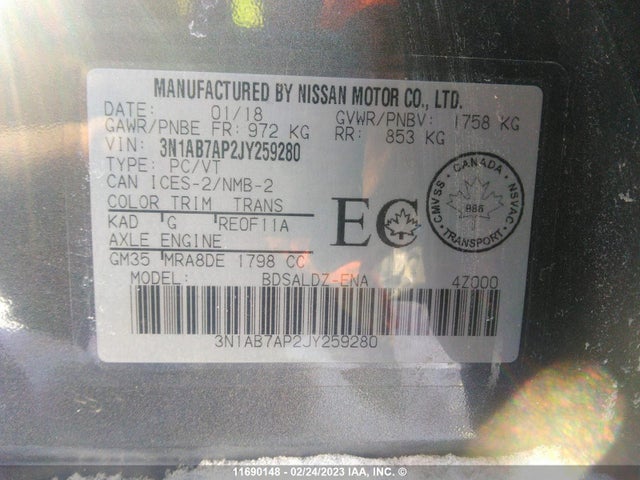 MANUFACTURED BY NISSAN MOTOR CO., LTD.
DATE: 01/18 GVWR/PNBV: 1758 KG
GAWR/PNBE FR: 972 KG RR: 853 KG
VIN: 3N1AB7AP2JY259280
TYPE: PC/VT
CAN ICES-2/NMB-2
COLOR TRIM TRANS
KAD G RE0F11A
AXLE ENGINE
GM35 MRA8DE 1798 CC
MODEL: BDSALDZ-ENA 4Z000
EC
CANADA
CMVSS NSVAC
986
TRANSPORT
3N1AB7AP2JY259280
11690148 - 02/24/2023 IAA, Inc. ©